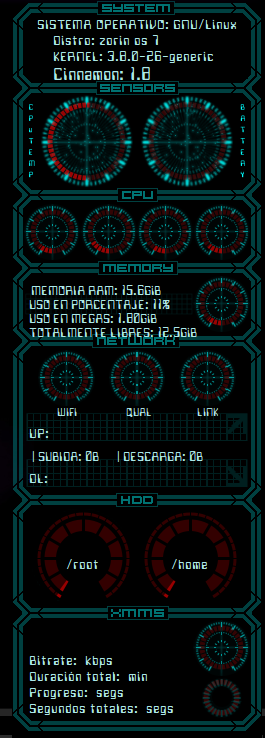 SYSTEM
SISTEMA OPERATIVO: GNU/Linux
Distro: zorin os 7
KERNEL: 3.8.0-26-generic
Cinnamon: 1.8
SENSORS
CPUTEMP
BATTERY
CPU
MEMORY
MEMORIA RAM: 15.6GiB
USO EN PORCENTAJE: 11%
USO EN MEGAS: 1.80GiB
TOTALMENTE LIBRES: 12.5GiB
NETWORK
WIFI QUAL LINK
UP:
|SUBIDA: 0B |DESCARGA: 0B
DL:
HDD
/root /home
XMMS
Bitrate: kbps
Duración total: min
Progreso: segs
Segundos totales: segs